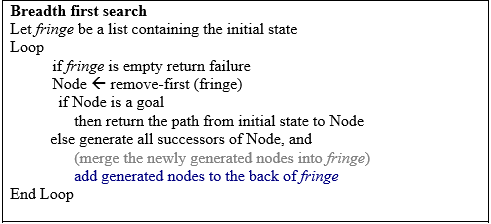 Breadth first search
Let fringe be a list containing the initial state
Loop
if fringe is empty return failure
Node ← remove-first (fringe)
if Node is a goal
then return the path from initial state to Node
else generate all successors of Node, and
(merge the newly generated nodes into fringe)
add generated nodes to the back of fringe
End Loop